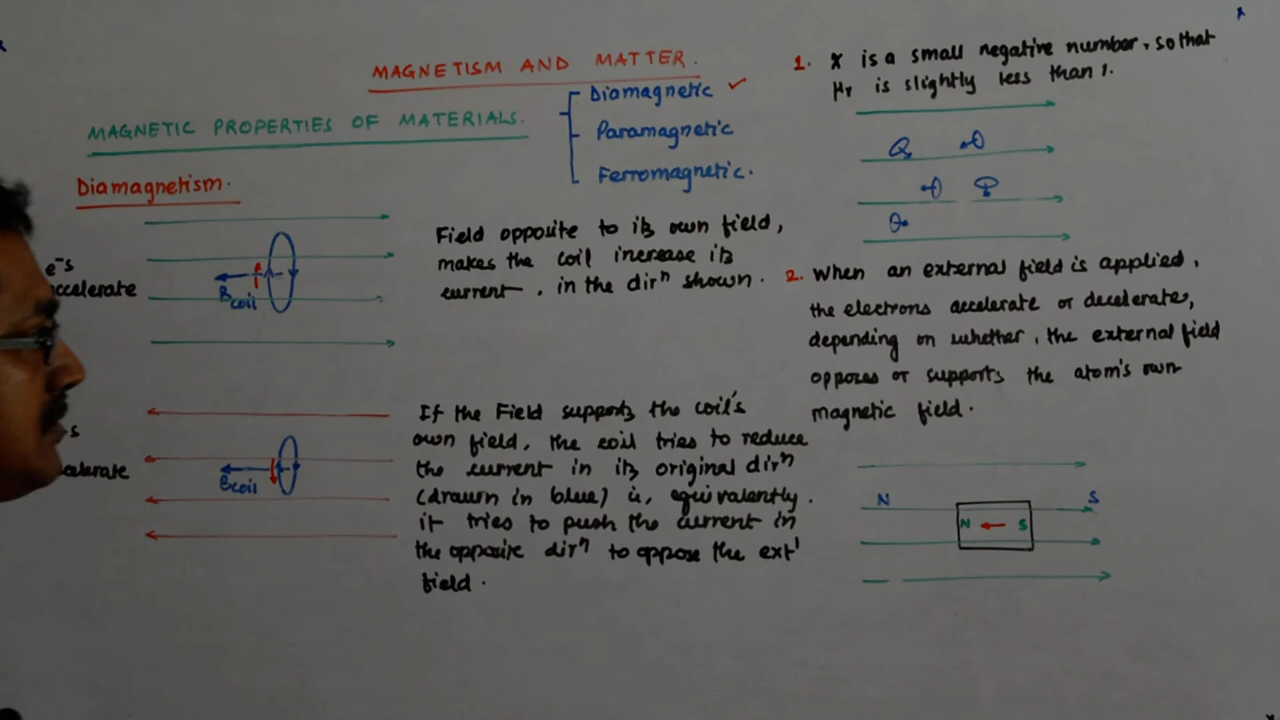 MAGNETISM AND MATTER.
MAGNETIC PROPERTIES OF MATERIALS.
Diamagnetic ✓
Paramagnetic
Ferromagnetic.
Diamagnetism.
e⁻s
accelerate
Bcoil
Field opposite to its own field,
makes the coil increase its
current, in the dirⁿ shown.
s
Bcoil
If the Field supports the coil's
own field, the coil tries to reduce
the current in its original dirⁿ
(drawn in blue) ie, equivalently.
it tries to push the current in
the opposite dirⁿ to oppose the extˡ
field.
1. χ is a small negative number, so that
μr is slightly less than 1.
2. When an external field is applied,
the electrons accelerate or decelerates,
depending on whether, the external field
opposes or supports the atom's own
magnetic field.
N S
N S